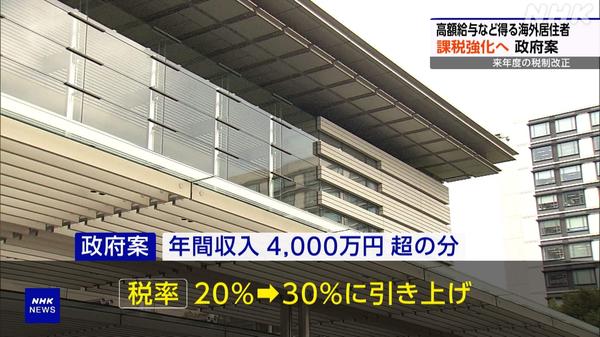 NHK
高額給与など得る海外居住者
課税強化へ 政府案
来年度の税制改正
政府案 年間収入 4,000万円 超の分
税率 20%➡30%に引き上げ
NHK
NEWS